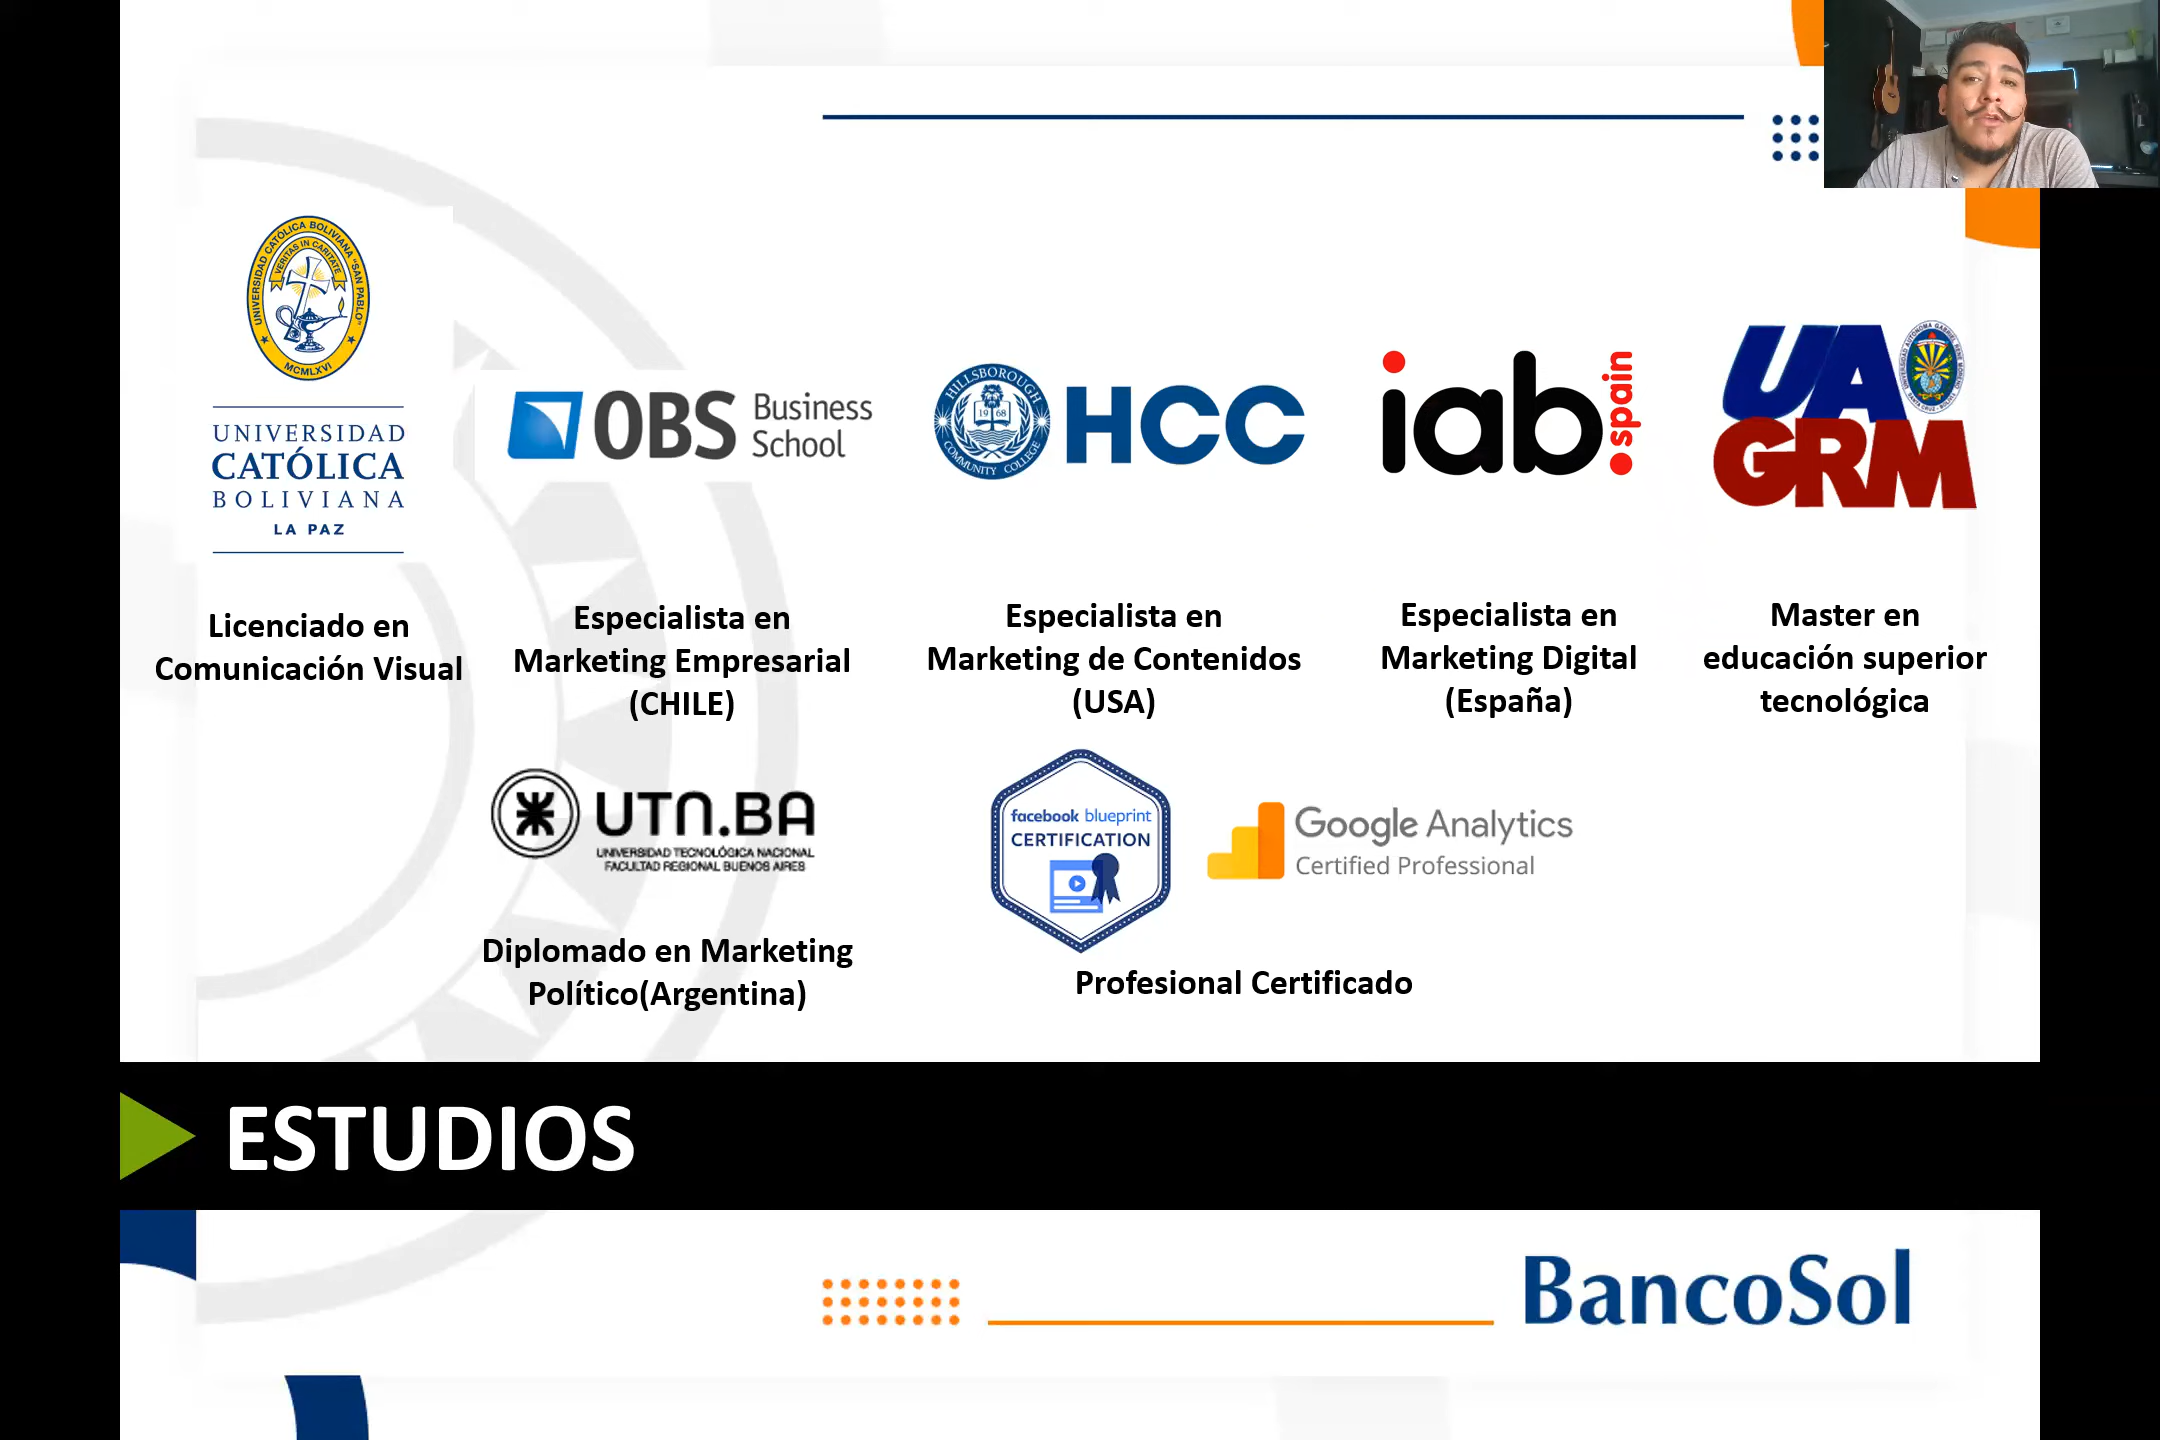 UNIVERSIDAD CATÓLICA BOLIVIANA "SAN PABLO"
VERITAS IN CARITATE
MCMLXVI
UNIVERSIDAD
CATÓLICA
BOLIVIANA
LA PAZ
OBS Business
School
HILLSBOROUGH
1968
COMMUNITY COLLEGE
HCC
iab
spain
UA
GRM
Licenciado en
Comunicación Visual
Especialista en
Marketing Empresarial
(CHILE)
Especialista en
Marketing de Contenidos
(USA)
Especialista en
Marketing Digital
(España)
Master en
educación superior
tecnológica
UTN.BA
UNIVERSIDAD TECNOLÓGICA NACIONAL
FACULTAD REGIONAL BUENOS AIRES
Diplomado en Marketing
Político(Argentina)
facebook blueprint
CERTIFICATION
Google Analytics
Certified Professional
Profesional Certificado
ESTUDIOS
BancoSol